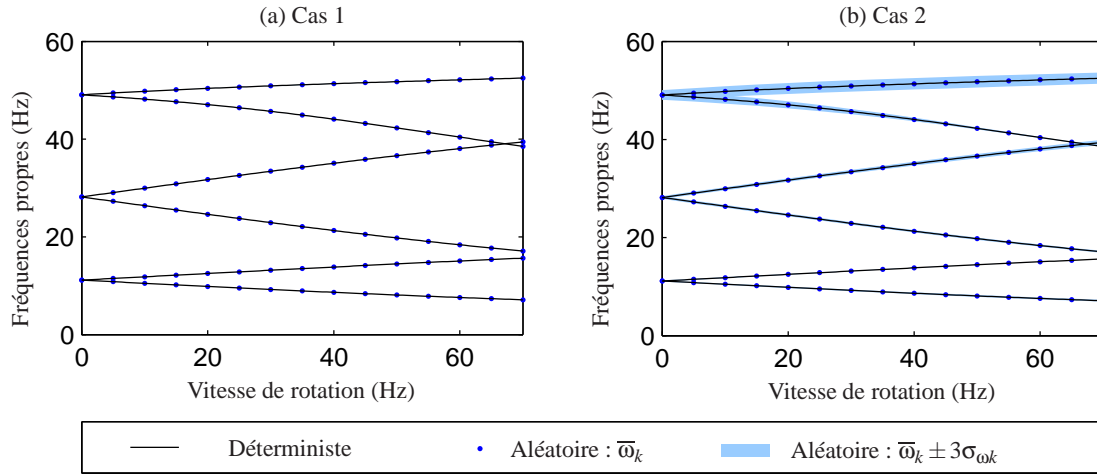 (a) Cas 1
60
40
20
0
0
20
40
60
Fréquences propres (Hz)
Vitesse de rotation (Hz)
(b) Cas 2
60
40
20
0
0
20
40
60
Fréquences propres (Hz)
Vitesse de rotation (Hz)
Déterministe
Aléatoire : ω̅k
Aléatoire : ω̅k ± 3σωk